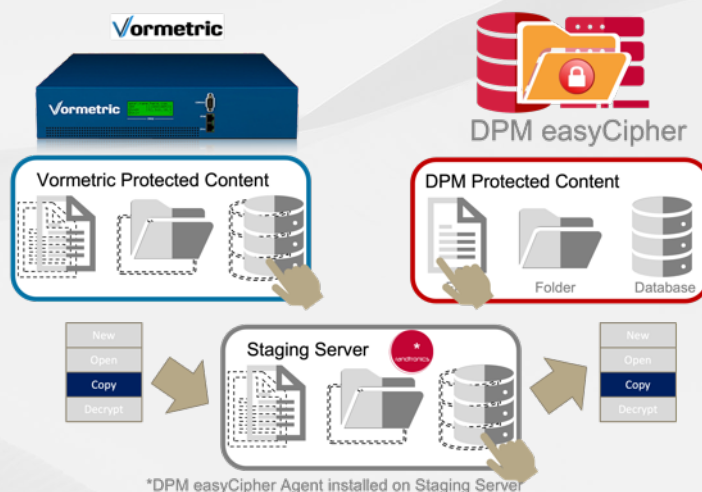 Vormetric
Vormetric
DPM easyCipher
Vormetric Protected Content
DPM Protected Content
Folder
Database
New
Open
Copy
Decrypt
Staging Server
*
randtronics
New
Open
Copy
Decrypt
*DPM easyCipher Agent installed on Staging Server